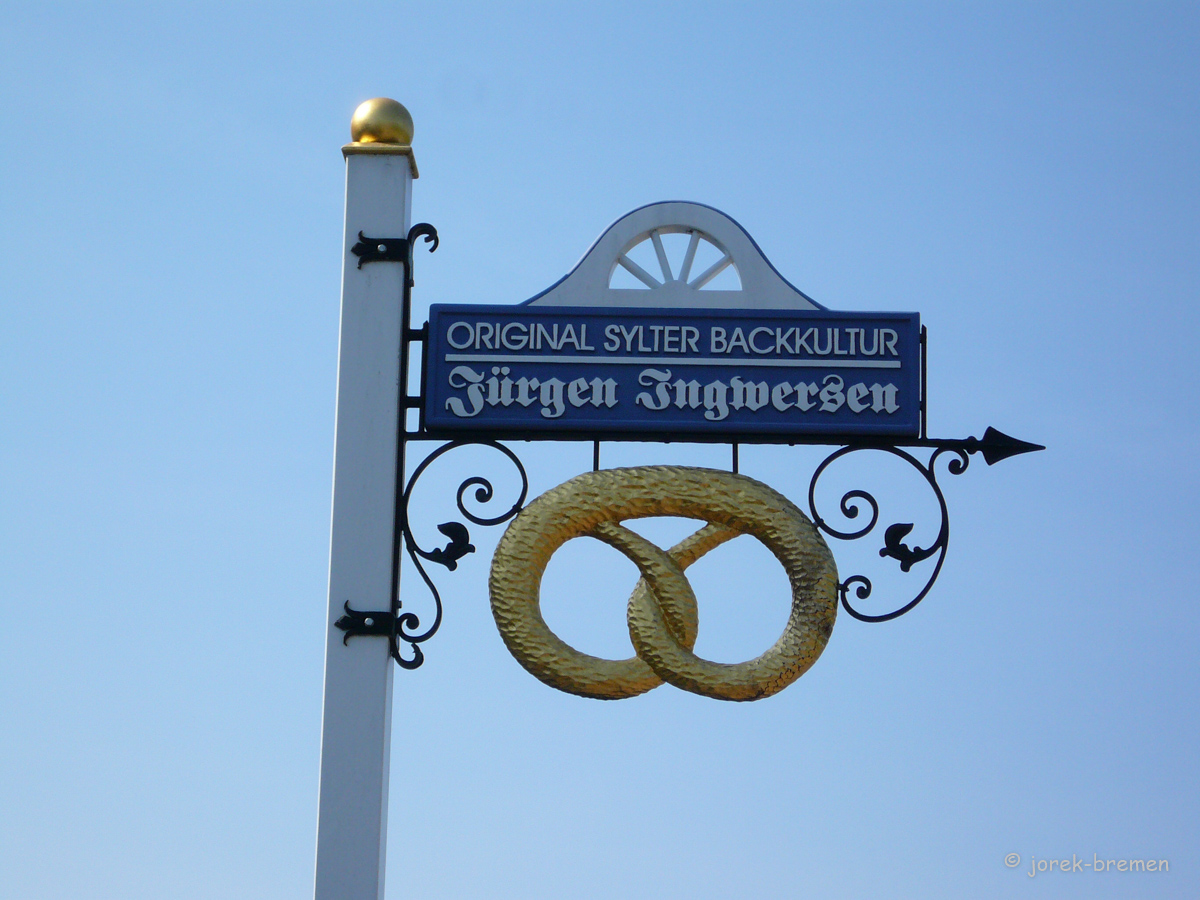 ORIGINAL SYLTER BACKKULTUR
Jürgen Ingwersen
© jorek-bremen